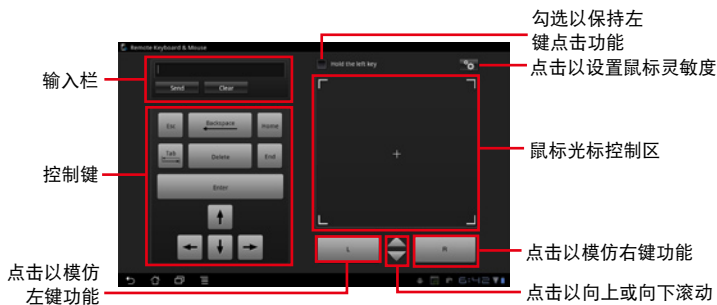 勾选以保持左
键点击功能
Remote Keyboard & Mouse
Hold the left key
点击以设置鼠标灵敏度
输入栏
Send Clear
Esc Backspace Home
鼠标光标控制区
Tab Delete End
控制键
Enter
L R
点击以模仿右键功能
点击以模仿
左键功能
点击以向上或向下滚动